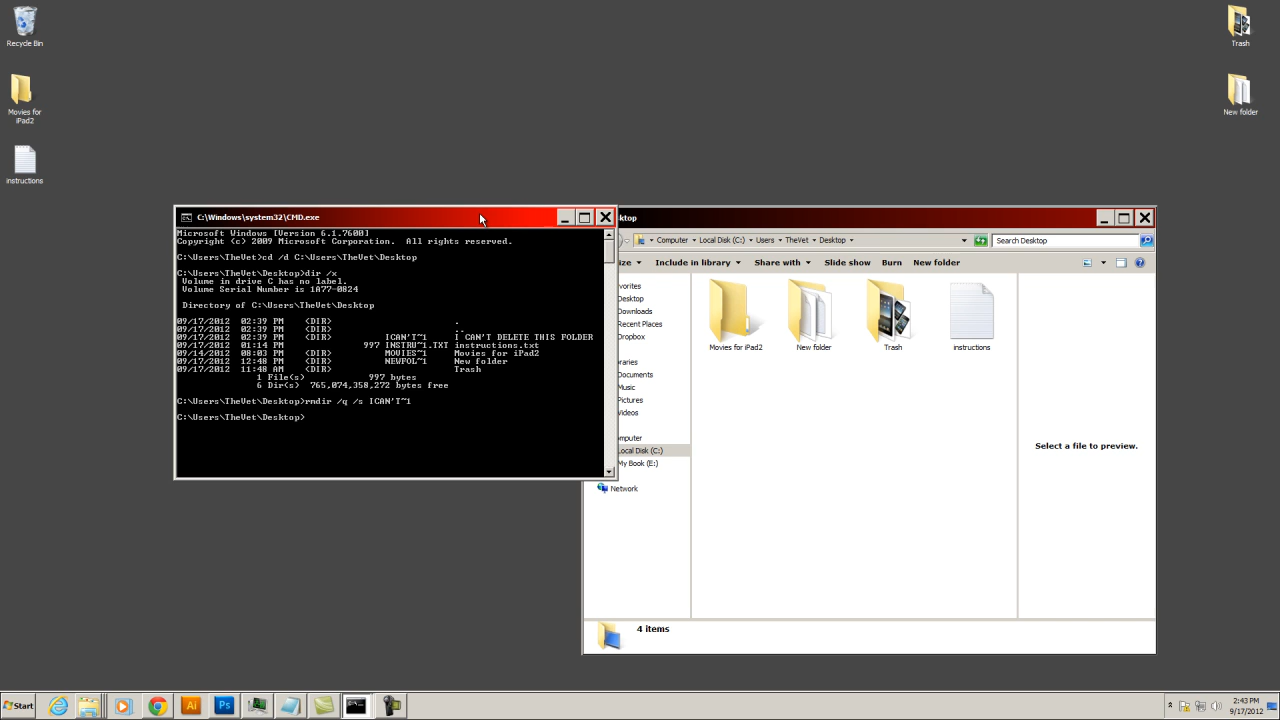 Recycle Bin
Movies for
iPad2
instructions
Trash
New folder
C:\Windows\system32\CMD.exe
Microsoft Windows [Version 6.1.7600]
Copyright (c) 2009 Microsoft Corporation.  All rights reserved.
C:\Users\TheVet>cd /d C:\Users\TheVet\Desktop
C:\Users\TheVet\Desktop>dir /x
Volume in drive C has no label.
Volume Serial Number is 1A77-0824
Directory of C:\Users\TheVet\Desktop
09/17/2012  02:39 PM    <DIR>                       .
09/17/2012  02:39 PM    <DIR>                       ..
09/17/2012  02:39 PM    <DIR>          ICAN'T~1     I CAN'T DELETE THIS FOLDER
09/17/2012  01:14 PM               997 INSTRU~1.TXT instructions.txt
09/14/2012  08:03 PM    <DIR>          MOVIES~1     Movies for iPad2
09/17/2012  12:48 PM    <DIR>          NEWFOL~1     New folder
09/17/2012  11:48 AM    <DIR>                       Trash
1 File(s)            997 bytes
6 Dir(s)  765,074,358,272 bytes free
C:\Users\TheVet\Desktop>rmdir /q /s ICAN'T~1
C:\Users\TheVet\Desktop>
ktop
Computer Local Disk (C:) Users TheVet Desktop
Search Desktop
ize Include in library Share with Slide show Burn New folder
vorites
Desktop
Downloads
Recent Places
Dropbox
raries
Documents
Music
Pictures
Videos
mputer
Local Disk (C:)
My Book (E:)
Network
Movies for iPad2
New folder
Trash
instructions
Select a file to preview.
4 items
Start
Ai
Ps
2:43 PM
9/17/2012